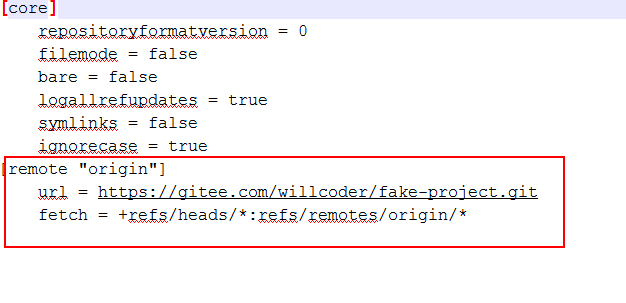 [core]
repositoryformatversion = 0
filemode = false
bare = false
logallrefupdates = true
symlinks = false
ignorecase = true
[remote "origin"]
url = https://gitee.com/willcoder/fake-project.git
fetch = +refs/heads/*:refs/remotes/origin/*